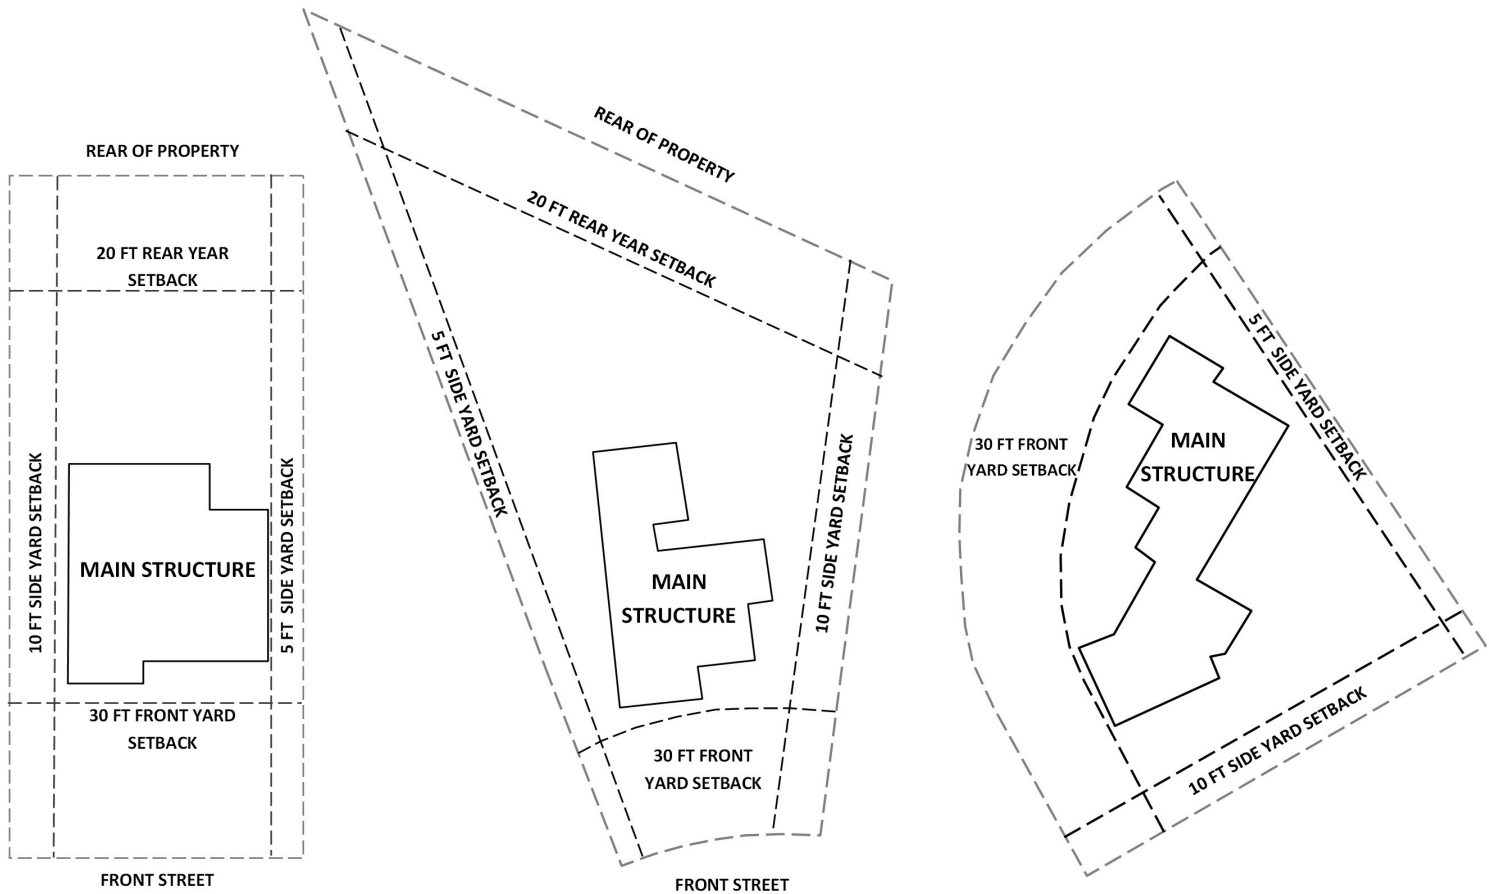 REAR OF PROPERTY
20 FT REAR YEAR
SETBACK
10 FT SIDE YARD SETBACK
MAIN STRUCTURE
5 FT SIDE YARD SETBACK
30 FT FRONT YARD
SETBACK
FRONT STREET
REAR OF PROPERTY
20 FT REAR YEAR SETBACK
5 FT SIDE YARD SETBACK
MAIN
STRUCTURE
10 FT SIDE YARD SETBACK
30 FT FRONT
YARD SETBACK
FRONT STREET
30 FT FRONT
YARD SETBACK
MAIN
STRUCTURE
5 FT SIDE YARD SETBACK
10 FT SIDE YARD SETBACK